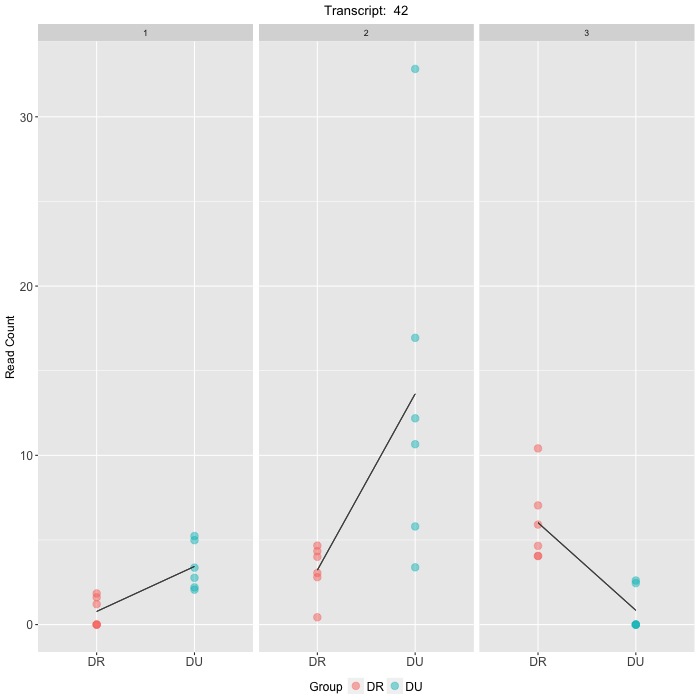 Transcript:  42
1 2 3
Read Count
30
20
10
0
DR DU DR DU DR DU
Group DR DU